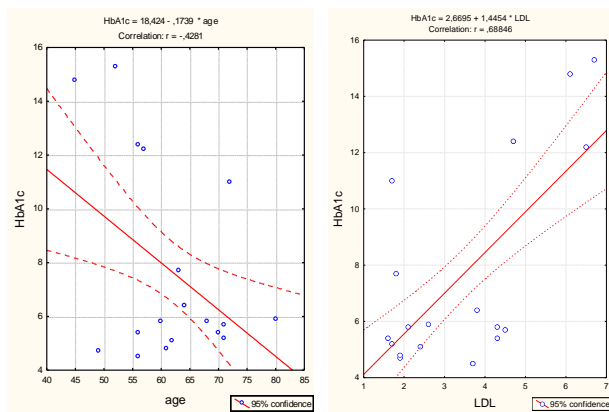 HbA1c = 18,424 - ,1739 * age
Correlation: r = -,4281
16
14
12
10
8
6
4
HbA1c
40 45 50 55 60 65 70 75 80 85
age
95% confidence
HbA1c = 2,6695 + 1,4454 * LDL
Correlation: r = ,68846
16
14
12
10
8
6
4
HbA1c
1 2 3 4 5 6 7
LDL
95% confidence